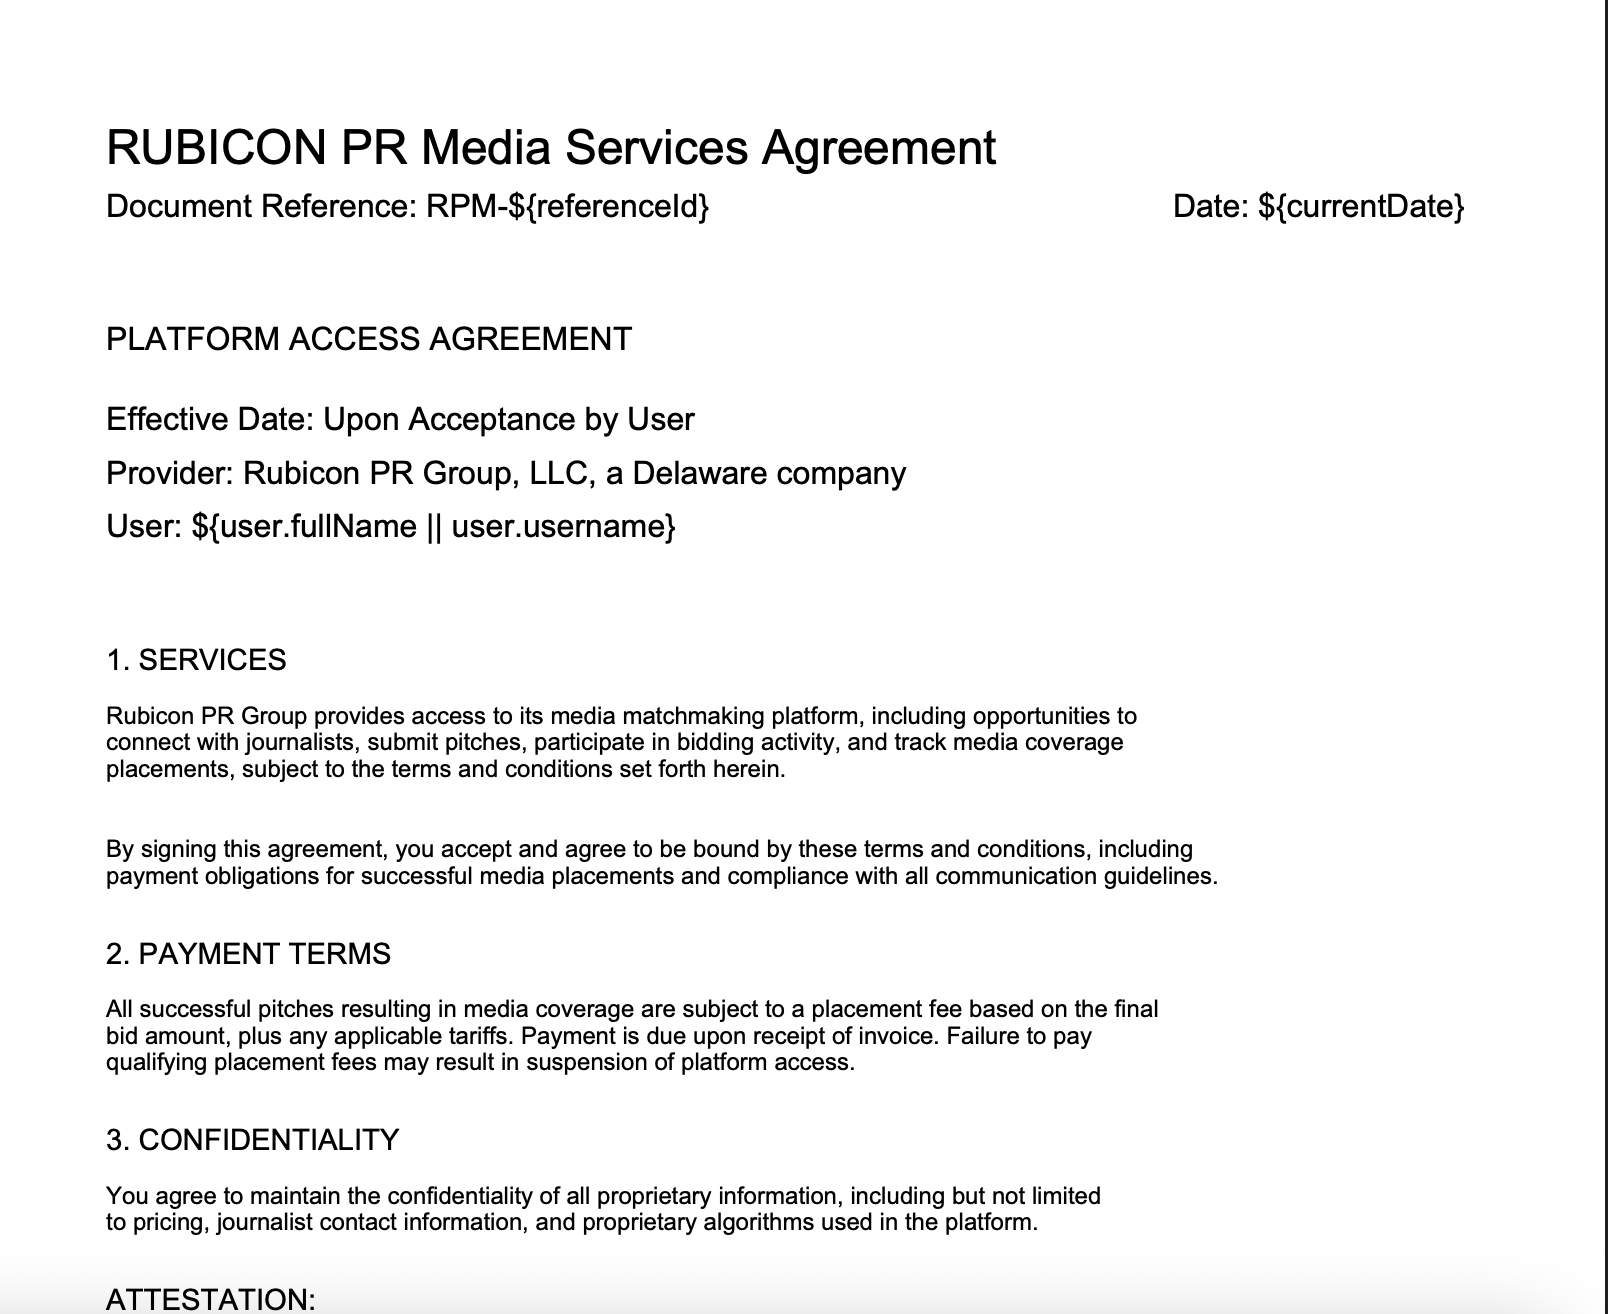 RUBICON PR Media Services Agreement
Document Reference: RPM-${referenceId}
Date: ${currentDate}
PLATFORM ACCESS AGREEMENT
Effective Date: Upon Acceptance by User
Provider: Rubicon PR Group, LLC, a Delaware company
User: ${user.fullName || user.username}
1. SERVICES
Rubicon PR Group provides access to its media matchmaking platform, including opportunities to
connect with journalists, submit pitches, participate in bidding activity, and track media coverage
placements, subject to the terms and conditions set forth herein.
By signing this agreement, you accept and agree to be bound by these terms and conditions, including
payment obligations for successful media placements and compliance with all communication guidelines.
2. PAYMENT TERMS
All successful pitches resulting in media coverage are subject to a placement fee based on the final
bid amount, plus any applicable tariffs. Payment is due upon receipt of invoice. Failure to pay
qualifying placement fees may result in suspension of platform access.
3. CONFIDENTIALITY
You agree to maintain the confidentiality of all proprietary information, including but not limited
to pricing, journalist contact information, and proprietary algorithms used in the platform.
ATTESTATION: